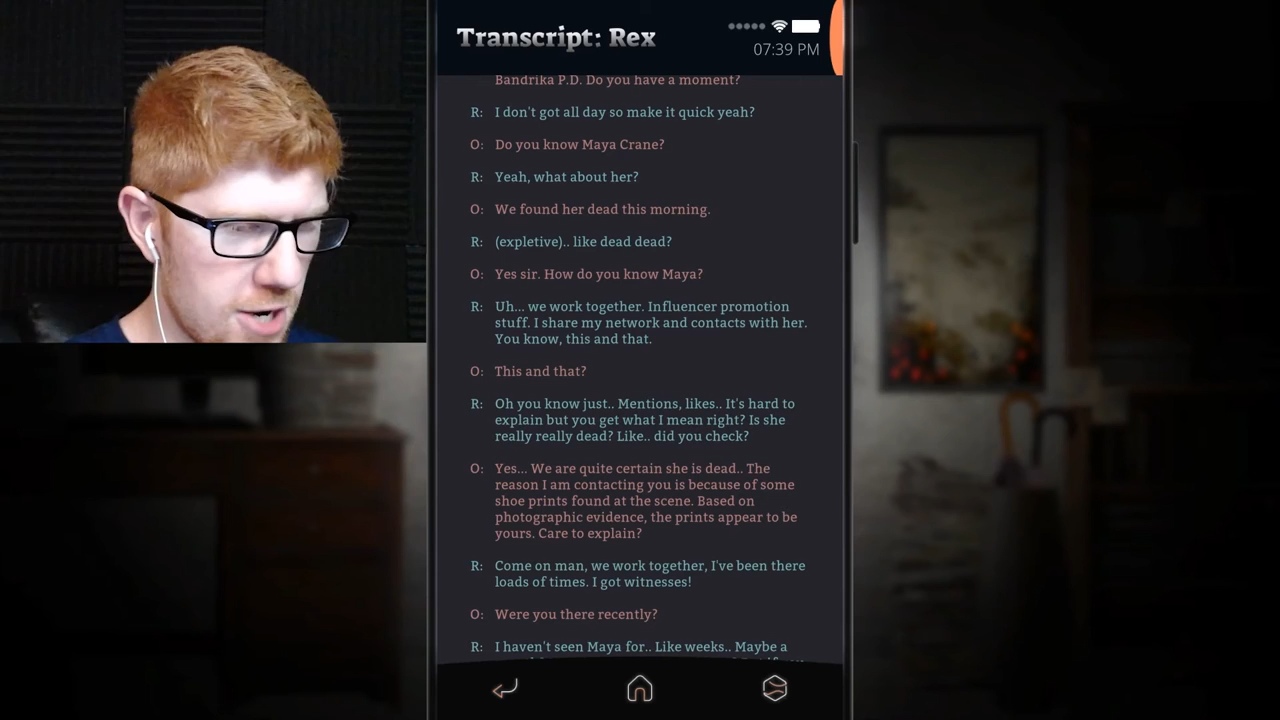 Transcript: Rex
07:39 PM
Bandrika P.D. Do you have a moment?
R: I don't got all day so make it quick yeah?
O: Do you know Maya Crane?
R: Yeah, what about her?
O: We found her dead this morning.
R: (expletive).. like dead dead?
O: Yes sir. How do you know Maya?
R: Uh... we work together. Influencer promotion
stuff. I share my network and contacts with her.
You know, this and that.
O: This and that?
R: Oh you know just.. Mentions, likes.. It's hard to
explain but you get what I mean right? Is she
really really dead? Like.. did you check?
O: Yes... We are quite certain she is dead.. The
reason I am contacting you is because of some
shoe prints found at the scene. Based on
photographic evidence, the prints appear to be
yours. Care to explain?
R: Come on man, we work together, I've been there
loads of times. I got witnesses!
O: Were you there recently?
R: I haven't seen Maya for.. Like weeks.. Maybe a